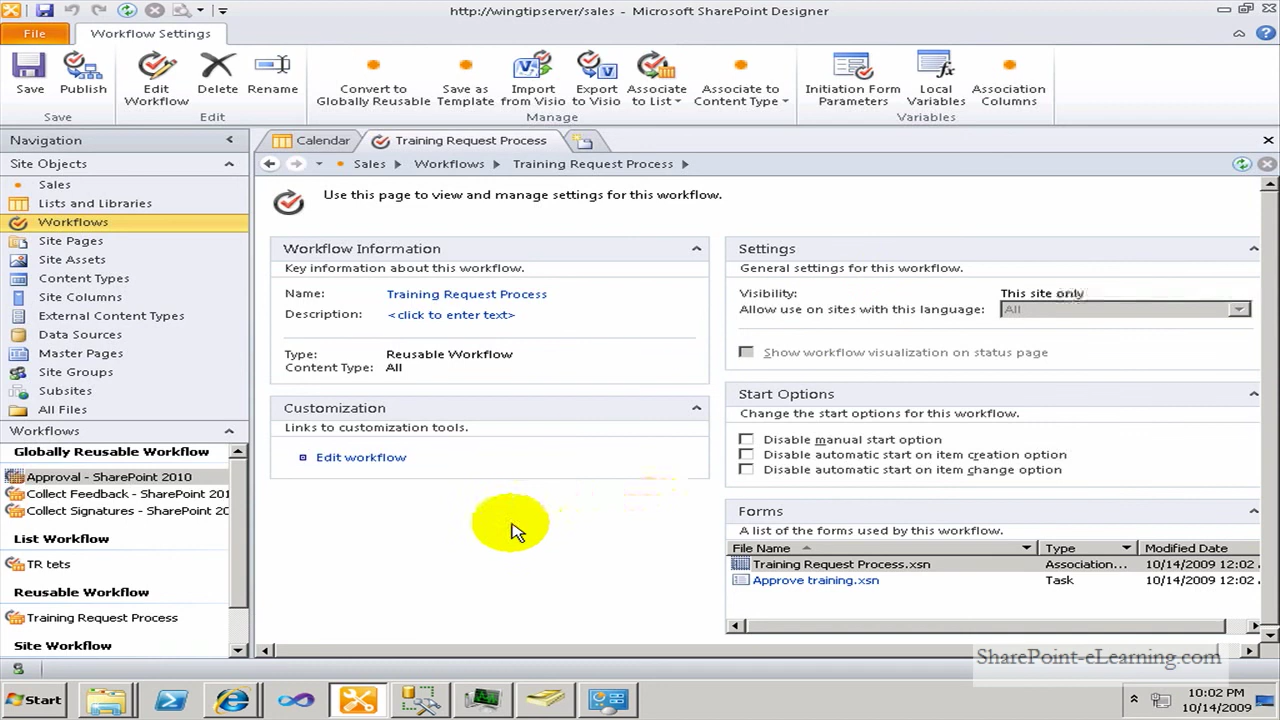 http://wingtipserver/sales - Microsoft SharePoint Designer
File
Workflow Settings
Save
Publish
Edit Workflow
Delete
Rename
Convert to Globally Reusable
Save as Template
Import from Visio
Export to Visio
Associate to List
Associate to Content Type
Initiation Form Parameters
Local Variables
Association Columns
Save
Edit
Manage
Variables
Navigation
Site Objects
Sales
Lists and Libraries
Workflows
Site Pages
Site Assets
Content Types
Site Columns
External Content Types
Data Sources
Master Pages
Site Groups
Subsites
All Files
Workflows
Globally Reusable Workflow
Approval - SharePoint 2010
Collect Feedback - SharePoint 201
Collect Signatures - SharePoint 20
List Workflow
TR tets
Reusable Workflow
Training Request Process
Site Workflow
Calendar
Training Request Process
Sales
Workflows
Training Request Process
Use this page to view and manage settings for this workflow.
Workflow Information
Key information about this workflow.
Name: Training Request Process
Description: <click to enter text>
Type: Reusable Workflow
Content Type: All
Customization
Links to customization tools.
Edit workflow
Settings
General settings for this workflow.
Visibility: This site only
Allow use on sites with this language: All
Show workflow visualization on status page
Start Options
Change the start options for this workflow.
Disable manual start option
Disable automatic start on item creation option
Disable automatic start on item change option
Forms
A list of the forms used by this workflow.
File Name Type Modified Date
Training Request Process.xsn Association... 10/14/2009 12:02
Approve training.xsn Task 10/14/2009 12:02
SharePoint-eLearning.com
Start
10:02 PM
10/14/2009